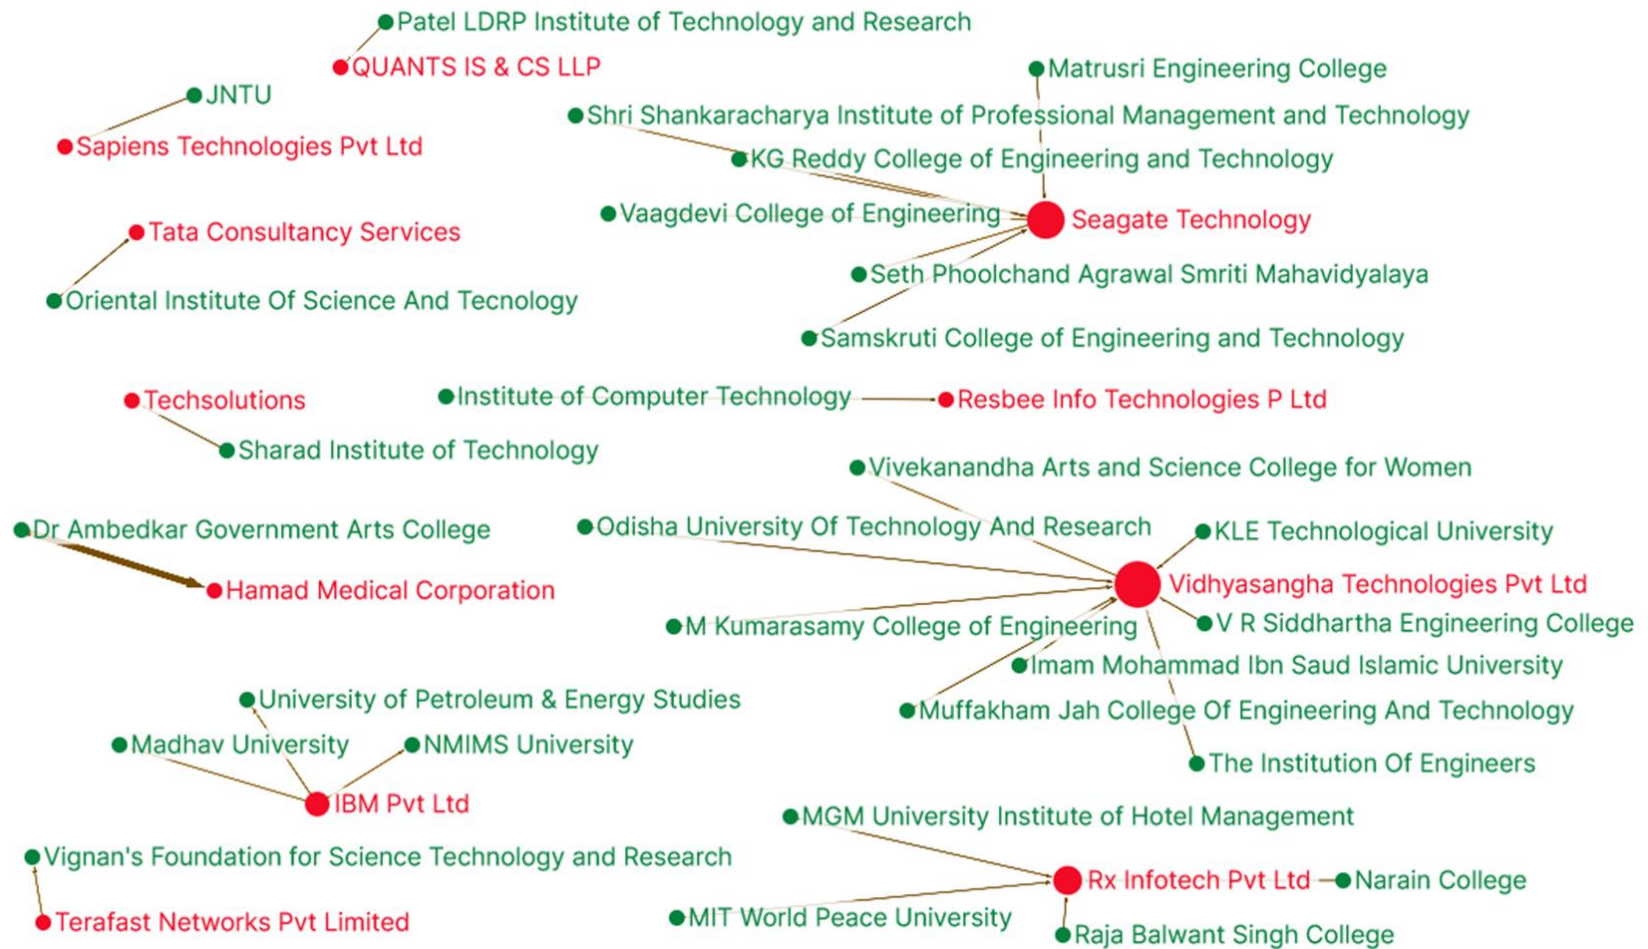 Patel LDRP Institute of Technology and Research
QUANTS IS & CS LLP
Matrusri Engineering College
JNTU
Shri Shankaracharya Institute of Professional Management and Technology
Sapiens Technologies Pvt Ltd
KG Reddy College of Engineering and Technology
Vaagdevi College of Engineering
Seagate Technology
Tata Consultancy Services
Seth Phoolchand Agrawal Smriti Mahavidyalaya
Oriental Institute Of Science And Tecnology
Samskruti College of Engineering and Technology
Techsolutions
Institute of Computer Technology
Resbee Info Technologies P Ltd
Sharad Institute of Technology
Vivekanandha Arts and Science College for Women
Dr Ambedkar Government Arts College
Odisha University Of Technology And Research
KLE Technological University
Hamad Medical Corporation
Vidhyasangha Technologies Pvt Ltd
M Kumarasamy College of Engineering
V R Siddhartha Engineering College
Imam Mohammad Ibn Saud Islamic University
University of Petroleum & Energy Studies
Muffakham Jah College Of Engineering And Technology
Madhav University
NMIMS University
The Institution Of Engineers
IBM Pvt Ltd
MGM University Institute of Hotel Management
Vignan's Foundation for Science Technology and Research
Rx Infotech Pvt Ltd
Narain College
Terafast Networks Pvt Limited
MIT World Peace University
Raja Balwant Singh College